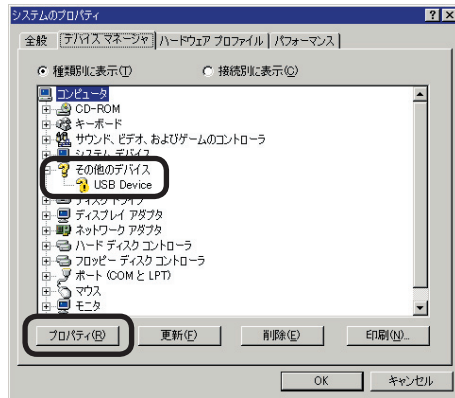 システムのプロパティ
全般 デバイス マネージャ ハードウェア プロファイル パフォーマンス
種類別に表示(T) 接続別に表示(C)
コンピュータ
CD-ROM
キーボード
サウンド、ビデオ、およびゲームのコントローラ
システム デバイス
その他のデバイス
USB Device
ディスク ドライブ
ディスプレイ アダプタ
ネットワーク アダプタ
ハード ディスク コントローラ
フロッピー ディスク コントローラ
ポート (COM と LPT)
マウス
モニタ
プロパティ(R) 更新(F) 削除(E) 印刷(N)...
OK キャンセル